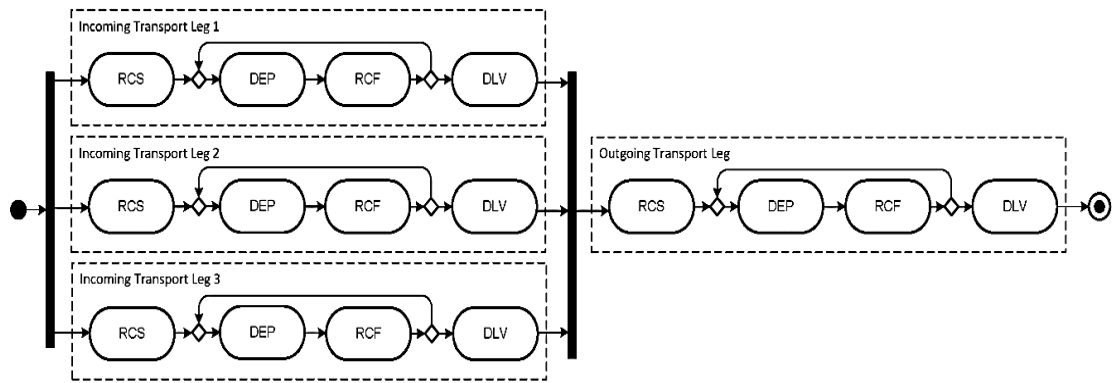 Incoming Transport Leg 1
RCS DEP RCF DLV
Incoming Transport Leg 2
RCS DEP RCF DLV
Outgoing Transport Leg
RCS DEP RCF DLV
Incoming Transport Leg 3
RCS DEP RCF DLV